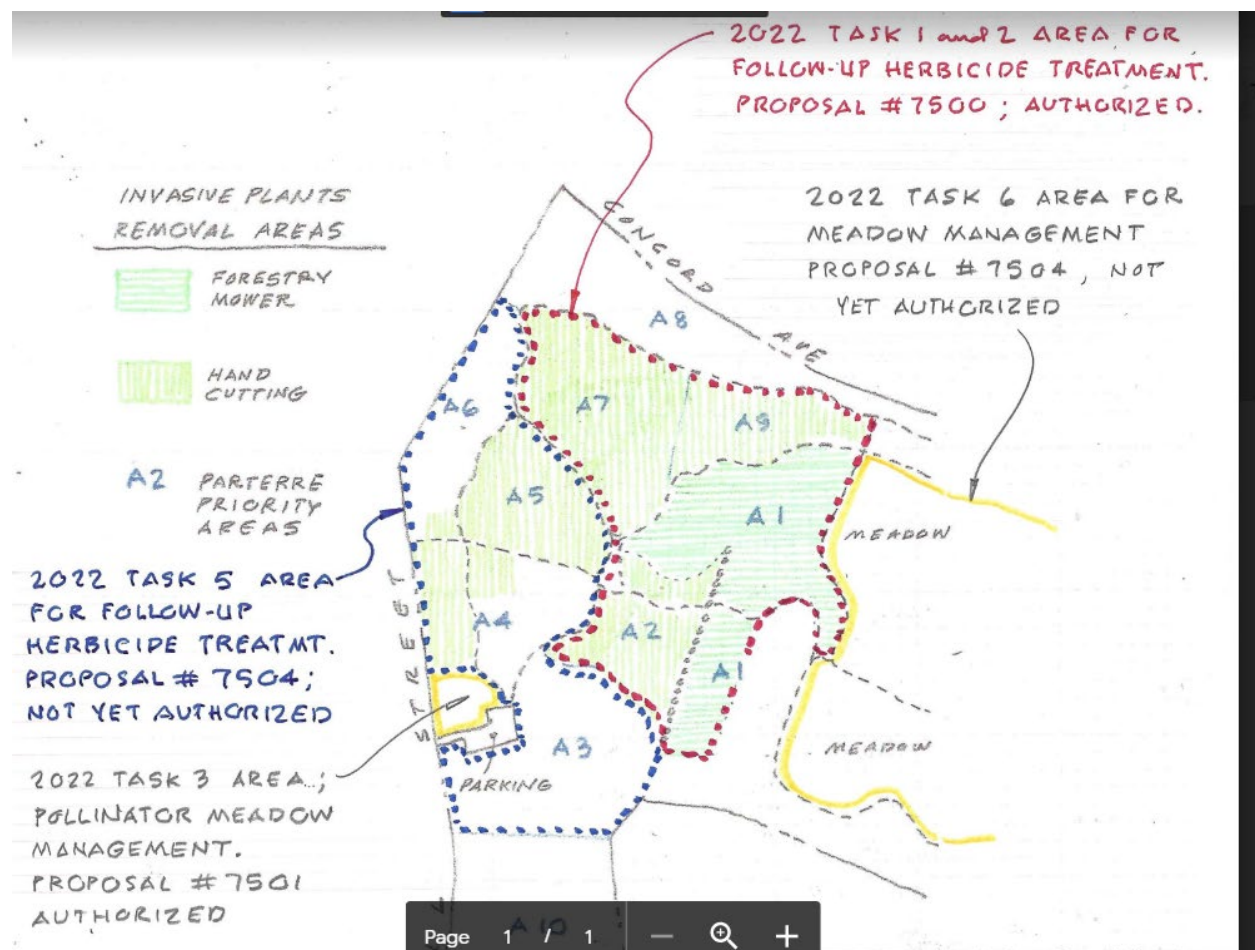 2022 TASK 1 and 2 AREA FOR
FOLLOW-UP HERBICIDE TREATMENT.
PROPOSAL #7500 ; AUTHORIZED.
INVASIVE PLANTS
REMOVAL AREAS
FORESTRY
MOWER
HAND
CUTTING
A2 PARTERRE
PRIORITY
AREAS
2022 TASK 6 AREA FOR
MEADOW MANAGEMENT
PROPOSAL #7504, NOT
YET AUTHORIZED
CONCORD AVE
A8
A6
A7
A9
A5
A1
MEADOW
2022 TASK 5 AREA
FOR FOLLOW-UP
HERBICIDE TREATMT.
PROPOSAL # 7504;
NOT YET AUTHORIZED
STREET
A4
A2
A1
A3
MEADOW
PARKING
2022 TASK 3 AREA;
POLLINATOR MEADOW
MANAGEMENT.
PROPOSAL #7501
AUTHORIZED
A10
Page 1 / 1